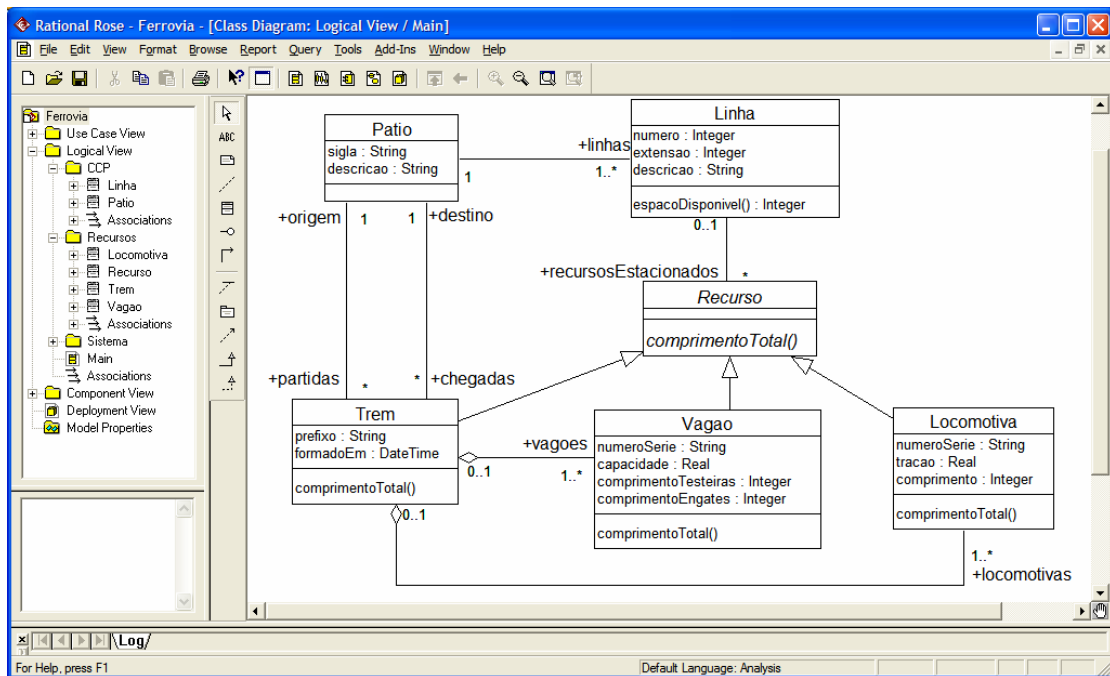 Rational Rose - Ferrovia - [Class Diagram: Logical View / Main]
File Edit View Format Browse Report Query Tools Add-Ins Window Help
Ferrovia
Use Case View
Logical View
CCP
Linha
Patio
Associations
Recursos
Locomotiva
Recurso
Trem
Vagao
Associations
Sistema
Main
Associations
Component View
Deployment View
Model Properties
ABC
Patio
sigla : String
descricao : String
1
+linhas
1..*
Linha
numero : Integer
extensao : Integer
descricao : String
espacoDisponivel() : Integer
0..1
+origem
1
1
+destino
+recursosEstacionados
*
Recurso
comprimentoTotal()
+partidas
*
*
+chegadas
Trem
prefixo : String
formadoEm : DateTime
comprimentoTotal()
0..1
+vagoes
1..*
0..1
Vagao
numeroSerie : String
capacidade : Real
comprimentoTesteiras : Integer
comprimentoEngates : Integer
comprimentoTotal()
Locomotiva
numeroSerie : String
tracao : Real
comprimento : Integer
comprimentoTotal()
1..*
+locomotivas
\Log/
For Help, press F1
Default Language: Analysis